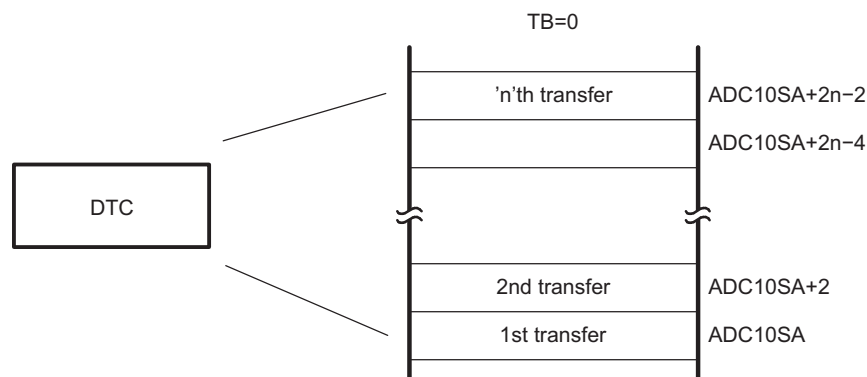 TB=0
'n'th transfer ADC10SA+2n−2
ADC10SA+2n−4
DTC
2nd transfer ADC10SA+2
1st transfer ADC10SA